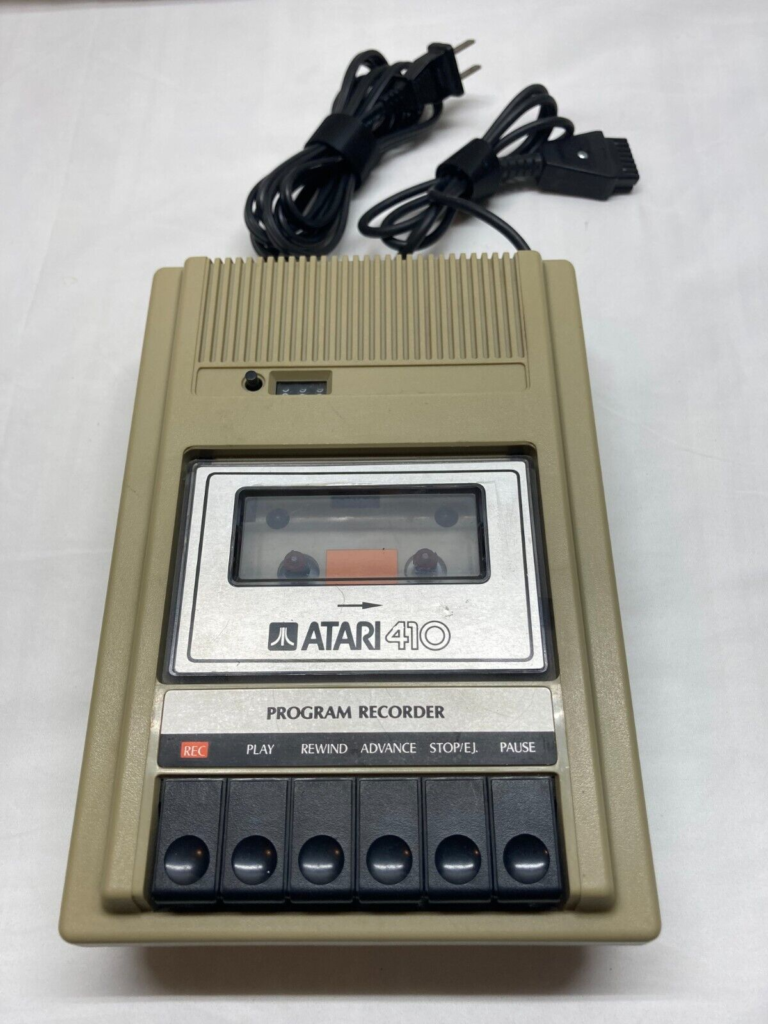 ATARI 410
PROGRAM RECORDER
REC PLAY REWIND ADVANCE STOP/EJ. PAUSE